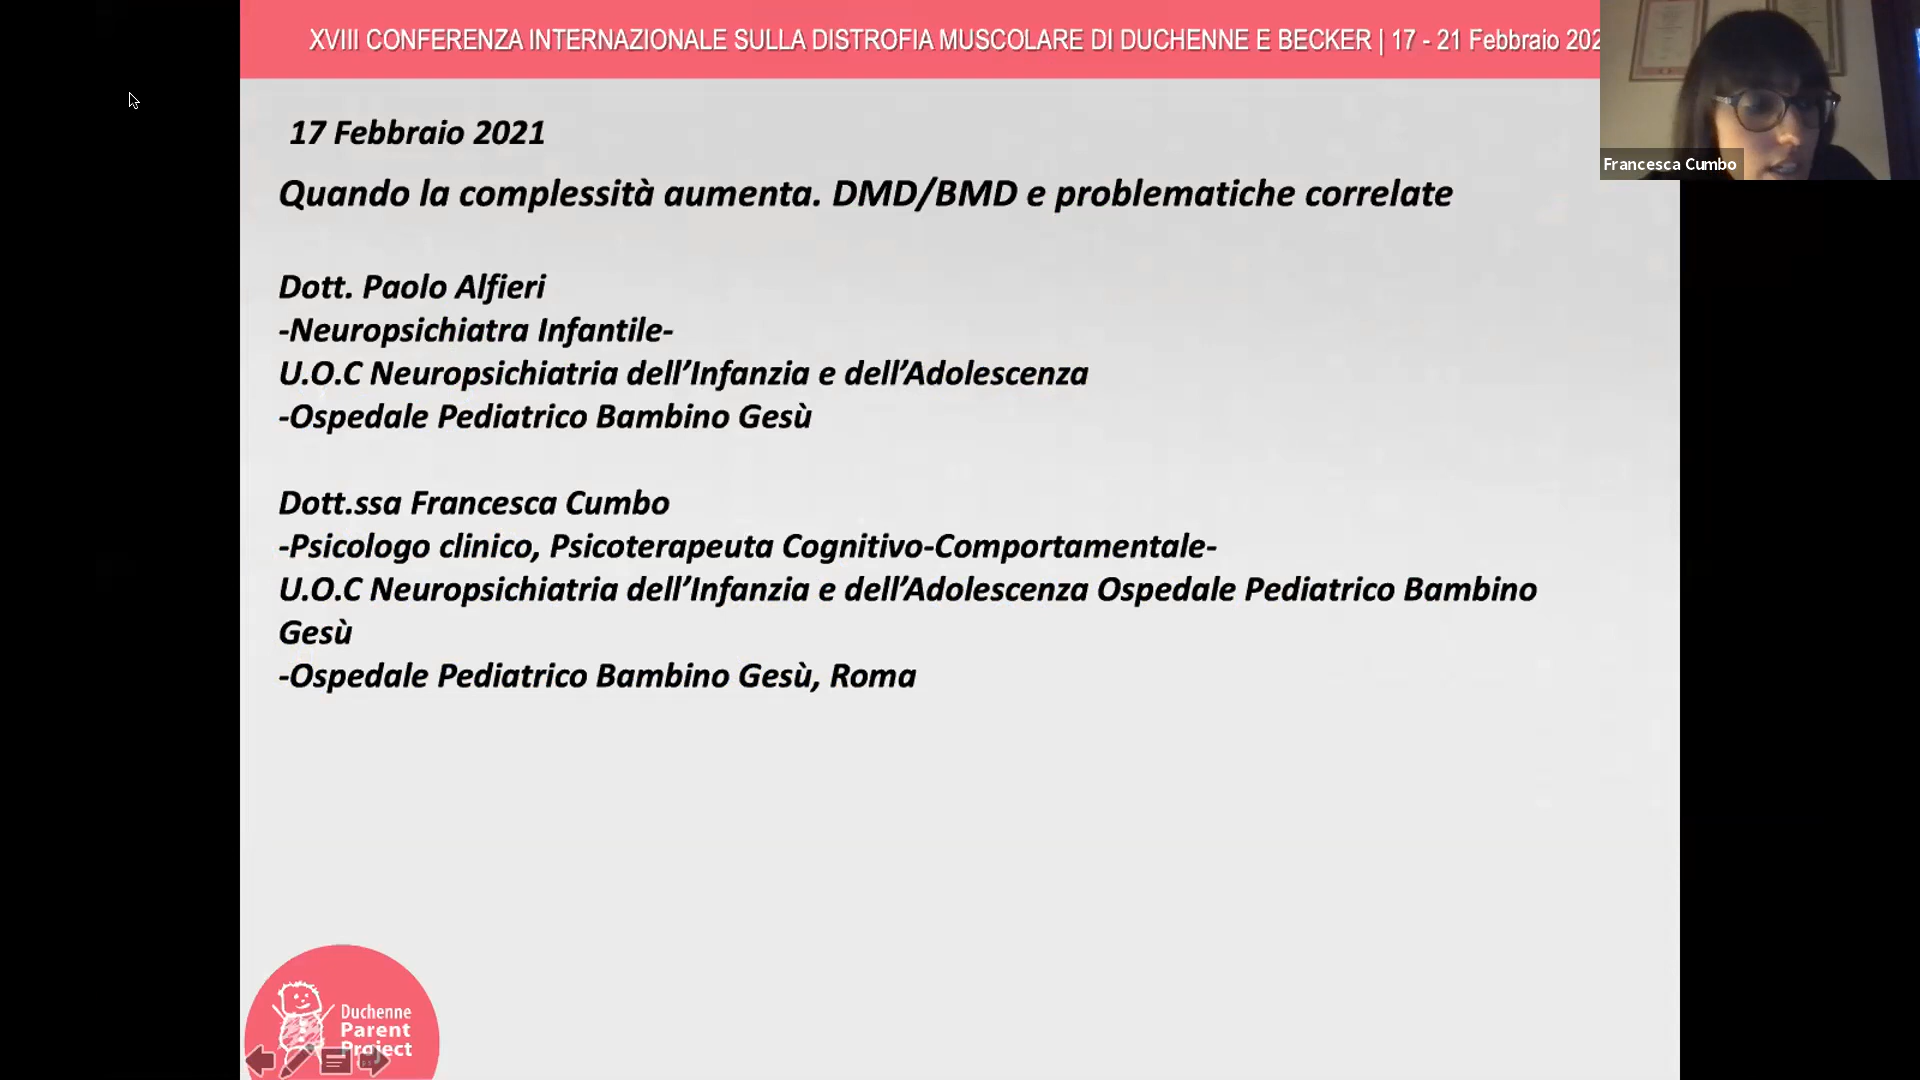 XVIII CONFERENZA INTERNAZIONALE SULLA DISTROFIA MUSCOLARE DI DUCHENNE E BECKER | 17 - 21 Febbraio 202
Francesca Cumbo
17 Febbraio 2021
Quando la complessità aumenta. DMD/BMD e problematiche correlate
Dott. Paolo Alfieri
-Neuropsichiatra Infantile-
U.O.C Neuropsichiatria dell’Infanzia e dell’Adolescenza
-Ospedale Pediatrico Bambino Gesù
Dott.ssa Francesca Cumbo
-Psicologo clinico, Psicoterapeuta Cognitivo-Comportamentale-
U.O.C Neuropsichiatria dell’Infanzia e dell’Adolescenza Ospedale Pediatrico Bambino
Gesù
-Ospedale Pediatrico Bambino Gesù, Roma
Duchenne
Parent
Project